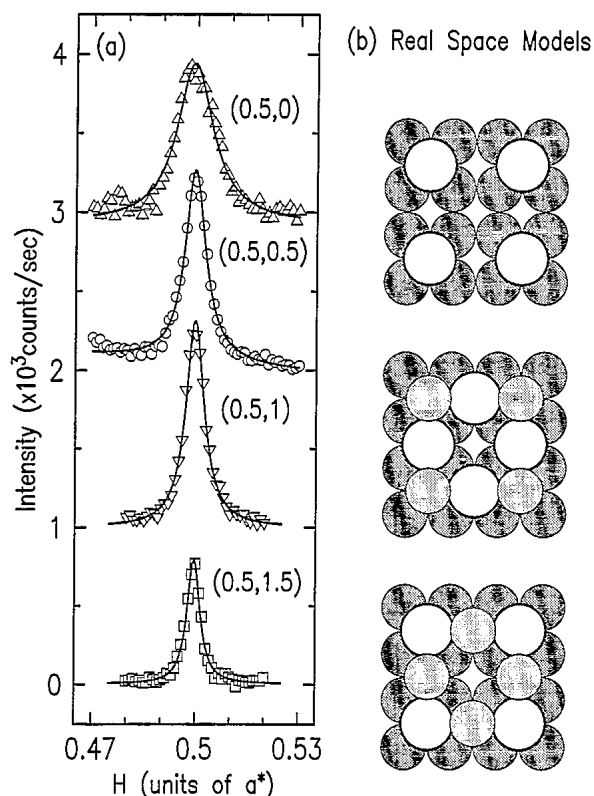 (a)
(b) Real Space Models
4
3
2
1
0
(0.5,0)
(0.5,0.5)
(0.5,1)
(0.5,1.5)
Intensity (x10³counts/sec)
0.47 0.5 0.53
H (units of a*)